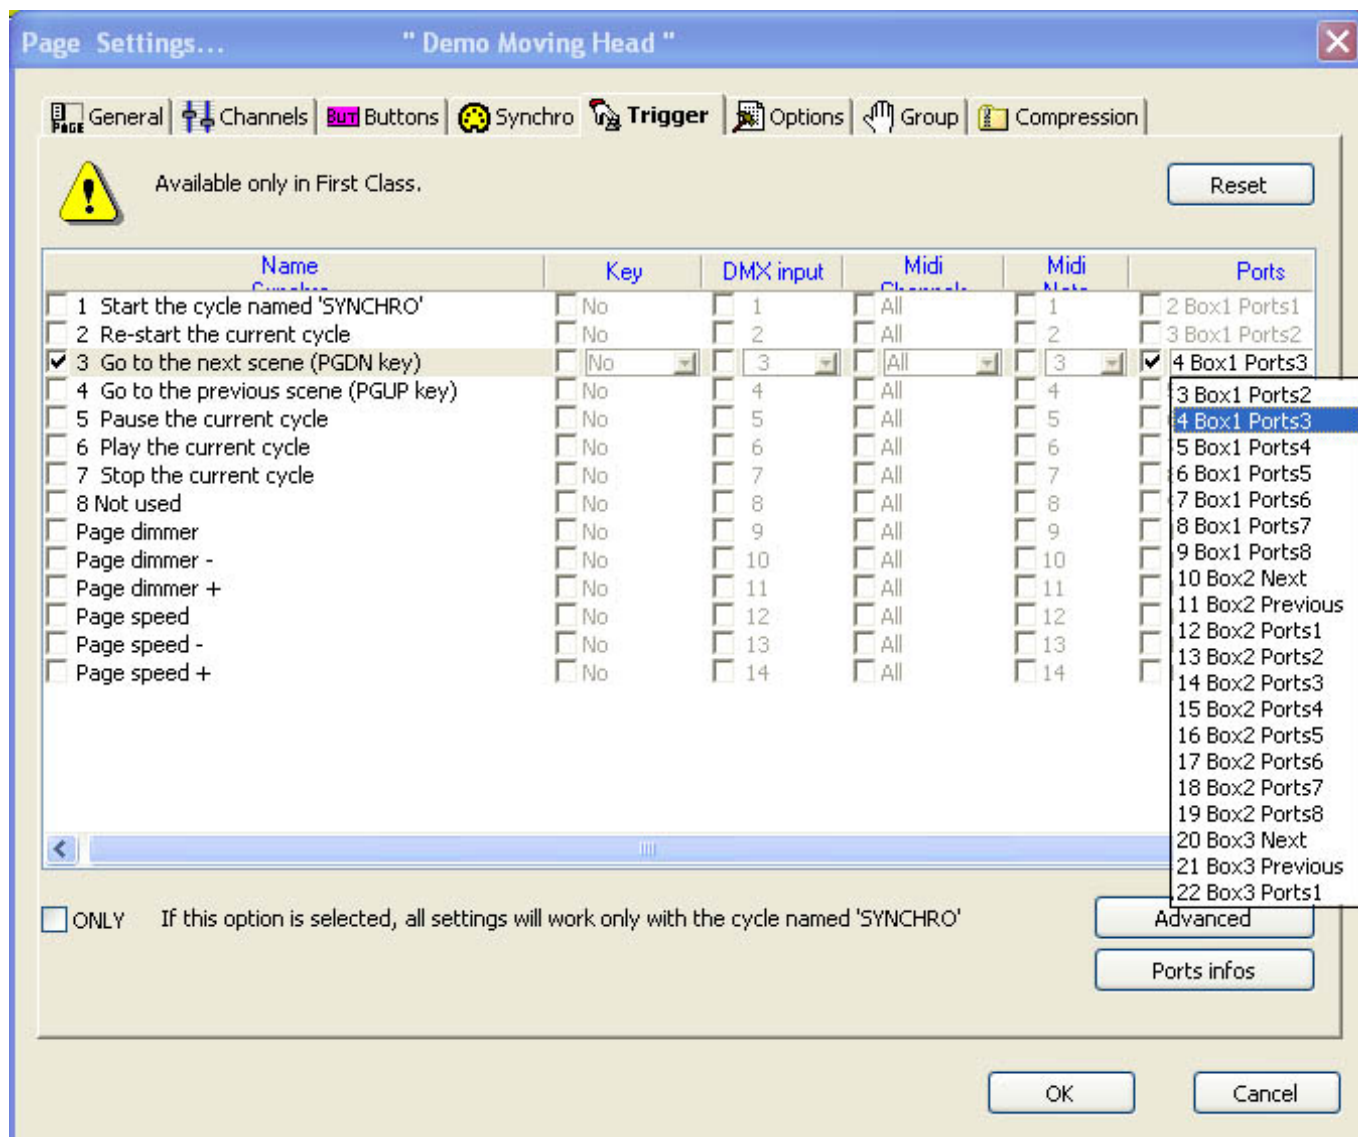 Page Settings... " Demo Moving Head "
PAGE General Channels BUT Buttons Synchro Trigger Options Group Compression
Available only in First Class.
Reset
Name Key DMX input Midi Midi Ports
1 Start the cycle named 'SYNCHRO' No 1 All 1 2 Box1 Ports1
2 Re-start the current cycle No 2 All 2 3 Box1 Ports2
3 Go to the next scene (PGDN key) No 3 All 3 4 Box1 Ports3
4 Go to the previous scene (PGUP key) No 4 All 4
5 Pause the current cycle No 5 All 5
6 Play the current cycle No 6 All 6
7 Stop the current cycle No 7 All 7
8 Not used No 8 All 8
Page dimmer No 9 All 9
Page dimmer - No 10 All 10
Page dimmer + No 11 All 11
Page speed No 12 All 12
Page speed - No 13 All 13
Page speed + No 14 All 14
3 Box1 Ports2
4 Box1 Ports3
5 Box1 Ports4
6 Box1 Ports5
7 Box1 Ports6
8 Box1 Ports7
9 Box1 Ports8
10 Box2 Next
11 Box2 Previous
12 Box2 Ports1
13 Box2 Ports2
14 Box2 Ports3
15 Box2 Ports4
16 Box2 Ports5
17 Box2 Ports6
18 Box2 Ports7
19 Box2 Ports8
20 Box3 Next
21 Box3 Previous
22 Box3 Ports1
ONLY If this option is selected, all settings will work only with the cycle named 'SYNCHRO'
Advanced
Ports infos
OK Cancel